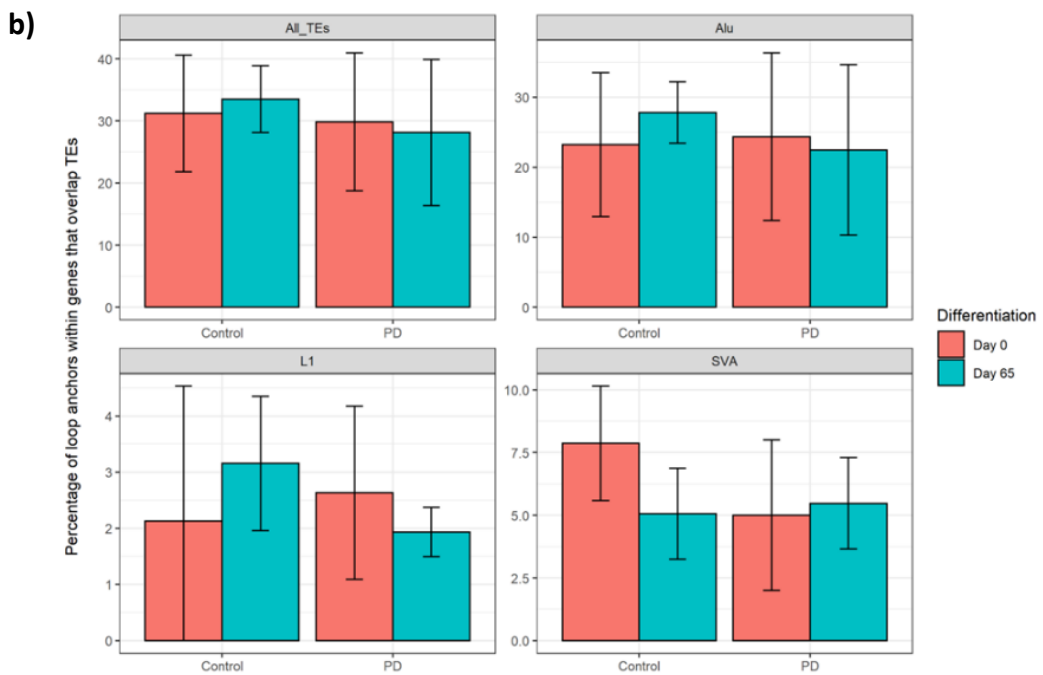 b)
Percentage of loop anchors within genes that overlap TEs
All_TEs
40
30
20
10
0
Control
PD
Alu
30
20
10
0
Control
PD
L1
4
3
2
1
0
Control
PD
SVA
10.0
7.5
5.0
2.5
0.0
Control
PD
Differentiation
Day 0
Day 65